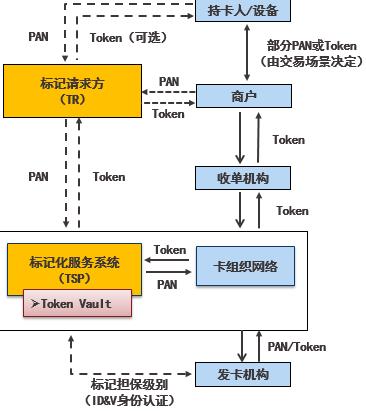 持卡人/设备
PAN
Token（可选）
部分PAN或Token
（由交易场景决定）
标记请求方
（TR）
PAN
Token
商户
Token
PAN
Token
收单机构
Token
标记化服务系统
（TSP）
➢Token Vault
Token
PAN
卡组织网络
PAN/Token
标记担保级别
（ID&V身份认证）
发卡机构